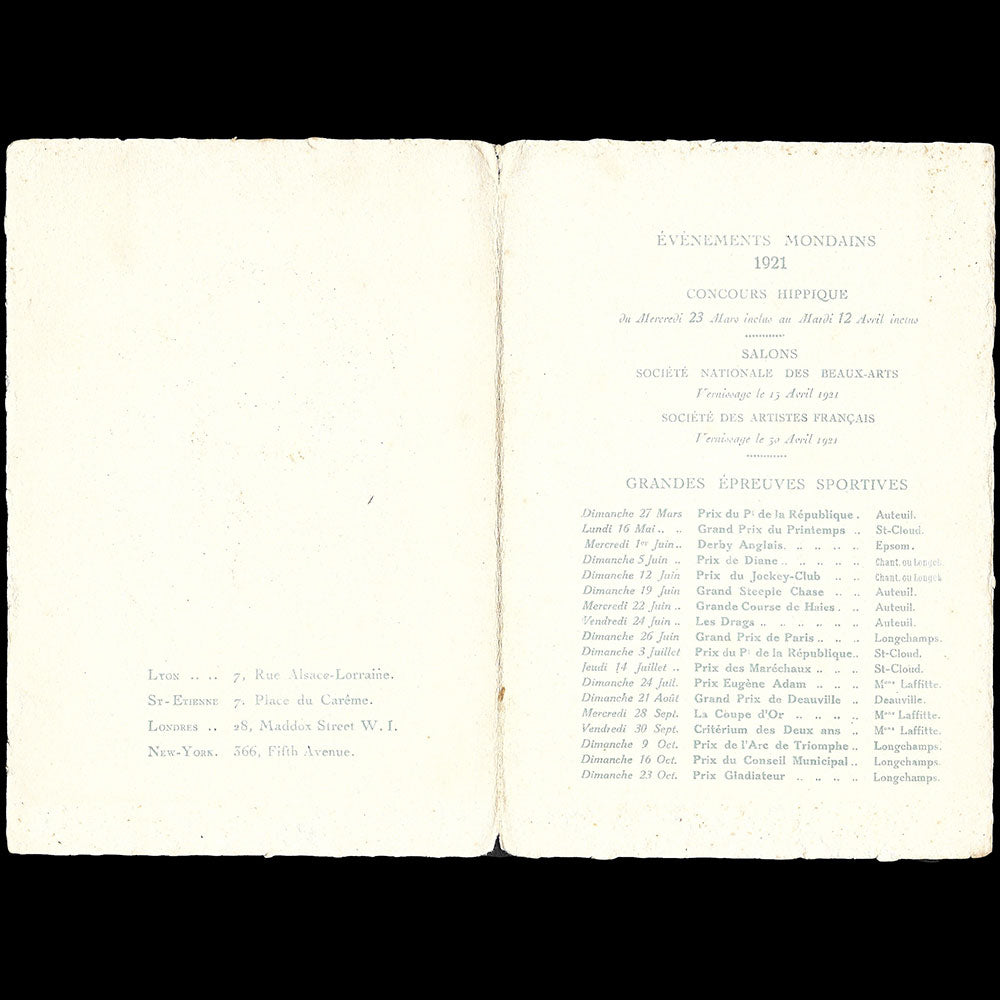 Lyon .. .. 7, Rue Alsace-Lorraine.
St-Etienne 7, Place du Carême.
Londres .. 28, Maddox Street W. I.
New-York. 366, Fifth Avenue.
ÉVÉNEMENTS MONDAINS
1921
CONCOURS HIPPIQUE
du Mercredi 23 Mars inclus au Mardi 12 Avril inclus
SALONS
SOCIÉTÉ NATIONALE DES BEAUX-ARTS
Vernissage le 13 Avril 1921
SOCIÉTÉ DES ARTISTES FRANÇAIS
Vernissage le 30 Avril 1921
GRANDES ÉPREUVES SPORTIVES
Dimanche 27 Mars Prix du Pt de la République . Auteuil.
Lundi 16 Mai .. .. Grand Prix du Printemps .. St-Cloud.
Mercredi 1er Juin .. Derby Anglais. .. .. .. .. Epsom.
Dimanche 5 Juin .. Prix de Diane .. .. .. .. .. Chant. ou Longch.
Dimanche 12 Juin Prix du Jockey-Club .. .. Chant. ou Longch
Dimanche 19 Juin Grand Steeple Chase .. .. Auteuil.
Mercredi 22 Juin .. Grande Course de Haies . .. Auteuil.
Vendredi 24 Juin .. Les Drags .. .. .. .. .. .. Auteuil.
Dimanche 26 Juin Grand Prix de Paris .. .. .. Longchamps.
Dimanche 3 Juillet Prix du Pt de la République .. St-Cloud.
Jeudi 14 Juillet .. Prix des Maréchaux .. .. .. St-Cloud.
Dimanche 24 Juil. Prix Eugène Adam .. .. .. Mons Laffitte.
Dimanche 21 Août Grand Prix de Deauville .. Deauville.
Mercredi 28 Sept. La Coupe d'Or .. .. .. .. Mons Laffitte.
Vendredi 30 Sept. Critérium des Deux ans .. Mons Laffitte.
Dimanche 9 Oct. Prix de l'Arc de Triomphe .. Longchamps.
Dimanche 16 Oct. Prix du Conseil Municipal .. Longchamps.
Dimanche 23 Oct. Prix Gladiateur .. .. .. .. Longchamps.